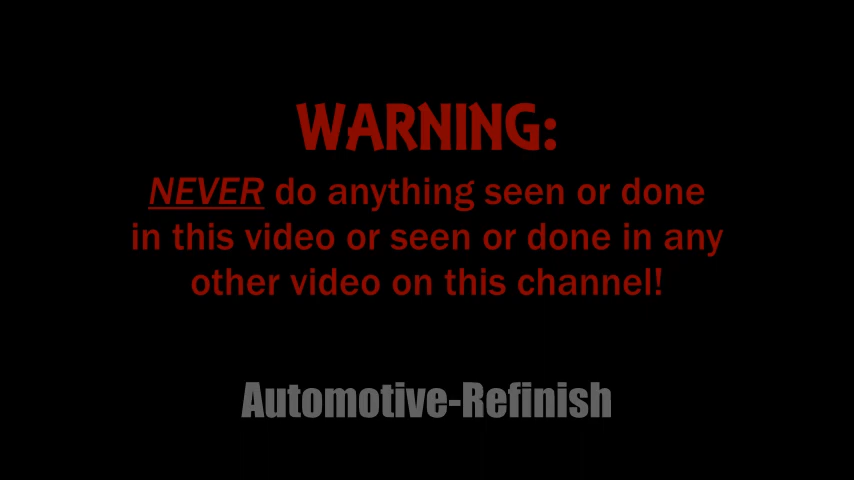 WARNING:
NEVER do anything seen or done
in this video or seen or done in any
other video on this channel!
Automotive-Refinish